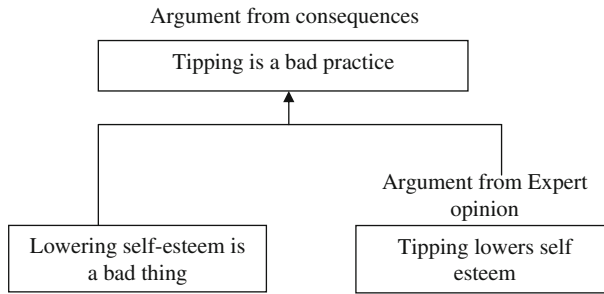 Argument from consequences
Tipping is a bad practice
Argument from Expert
opinion
Lowering self-esteem is
a bad thing
Tipping lowers self
esteem